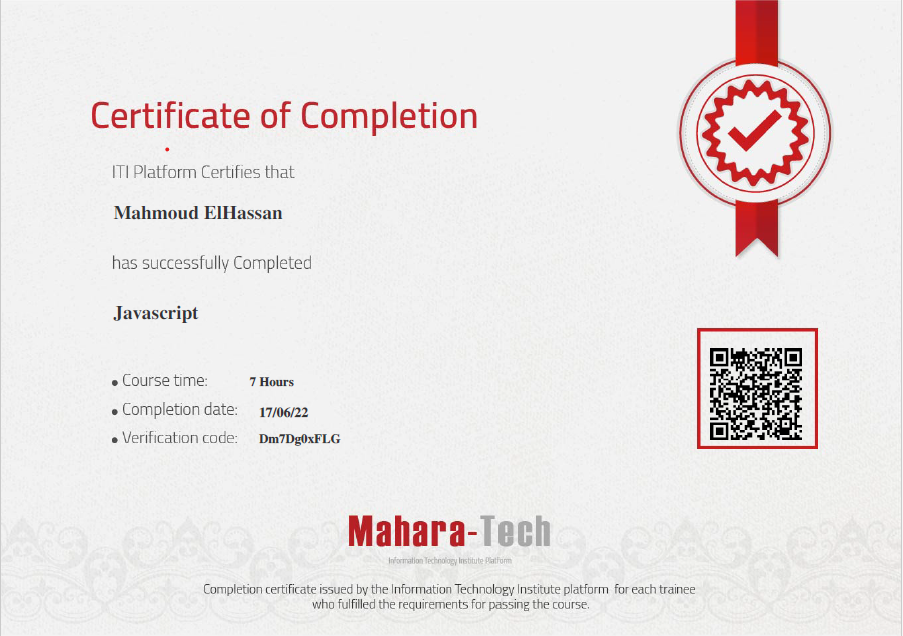 Certificate of Completion
ITI Platform Certifies that
Mahmoud ElHassan
has successfully Completed
Javascript
Course time: 7 Hours
Completion date: 17/06/22
Verification code: Dm7Dg0xFLG
Mahara-Tech
Information Technology Institute Platform
Completion certificate issued by the Information Technology Institute platform for each trainee
who fulfilled the requirements for passing the course.